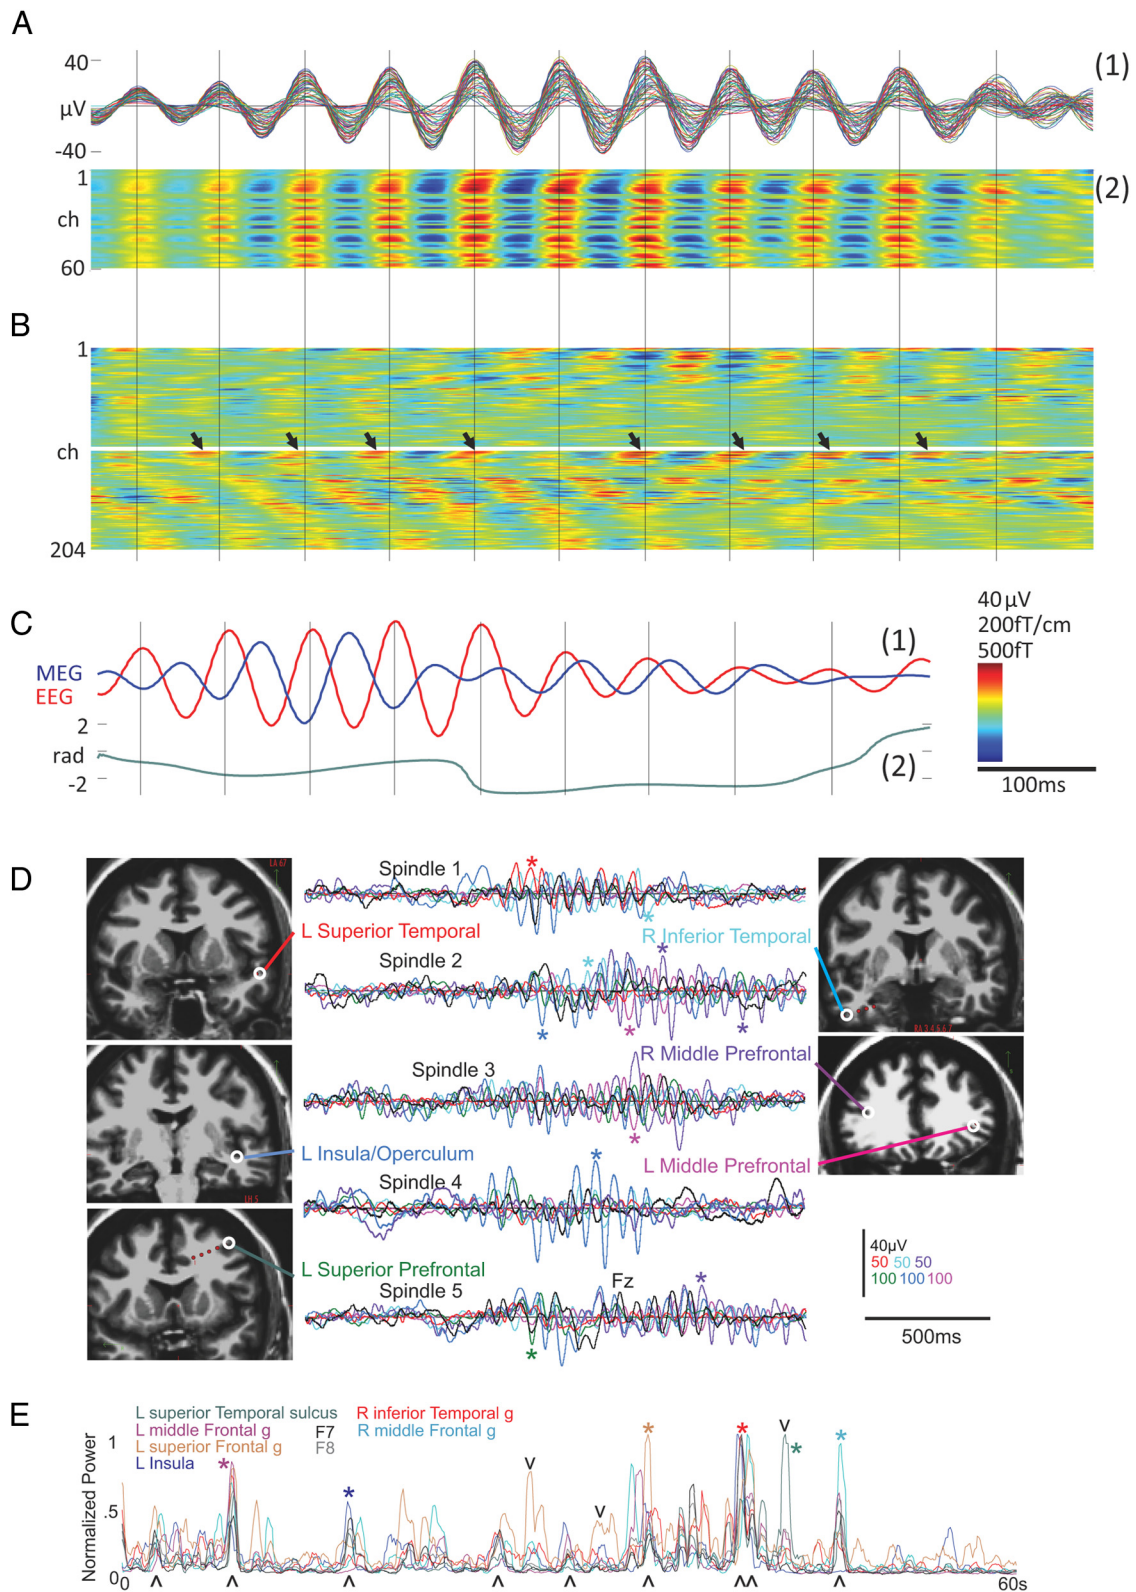 A
40
(1)
µV
-40
1
(2)
ch
60
B
1
ch
204
C
40 µV
200fT/cm
500fT
(1)
MEG
EEG
2
rad
(2)
-2
100ms
D
Spindle 1
L Superior Temporal
R Inferior Temporal
Spindle 2
R Middle Prefrontal
Spindle 3
L Insula/Operculum
L Middle Prefrontal
Spindle 4
40µV
50 50 50
100 100 100
L Superior Prefrontal
Spindle 5
Fz
500ms
E
L superior Temporal sulcus
R inferior Temporal g
L middle Frontal g
F7
R middle Frontal g
L superior Frontal g
F8
L Insula
Normalized Power
1
.5
0
0
60s